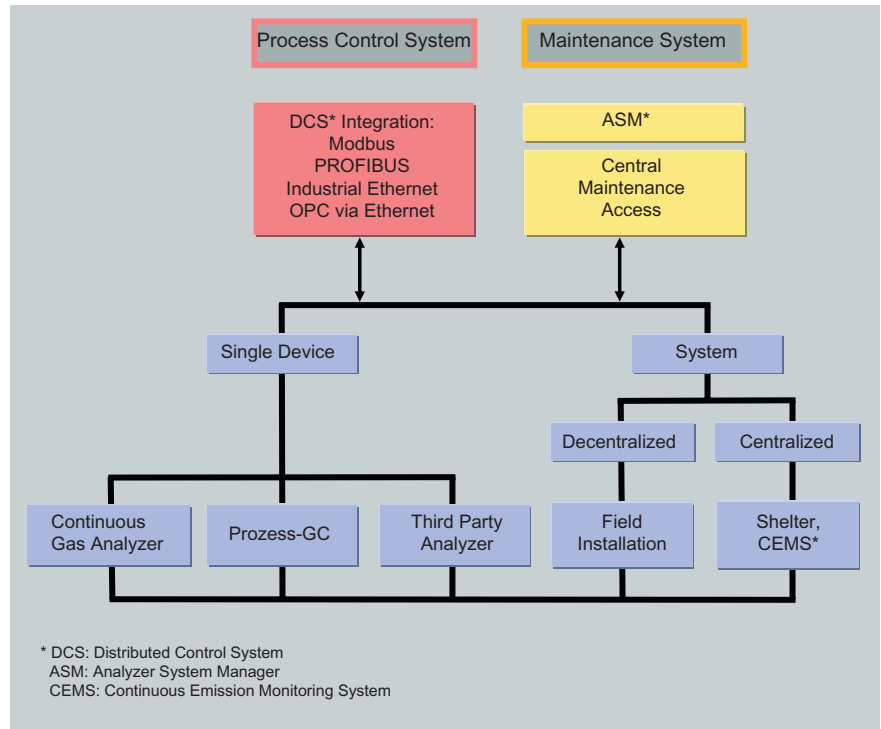 Process Control System
Maintenance System
DCS* Integration:
Modbus
PROFIBUS
Industrial Ethernet
OPC via Ethernet
ASM*
Central
Maintenance
Access
Single Device
System
Decentralized
Centralized
Continuous
Gas Analyzer
Prozess-GC
Third Party
Analyzer
Field
Installation
Shelter,
CEMS*
* DCS: Distributed Control System
ASM: Analyzer System Manager
CEMS: Continuous Emission Monitoring System